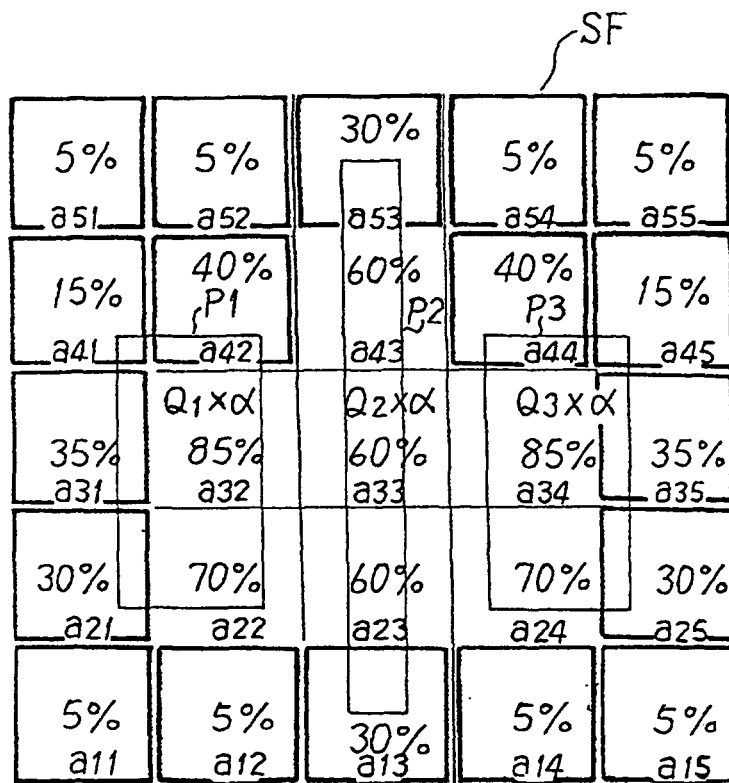 SF
5% 5% 30% 5% 5%
a51 a52 a53 a54 a55
15% 40% 60% 40% 15%
P1 P2 P3
a41 a42 a43 a44 a45
Q1×α Q2×α Q3×α
35% 85% 60% 85% 35%
a31 a32 a33 a34 a35
30% 70% 60% 70% 30%
a21 a22 a23 a24 a25
5% 5% 30% 5% 5%
a11 a12 a13 a14 a15